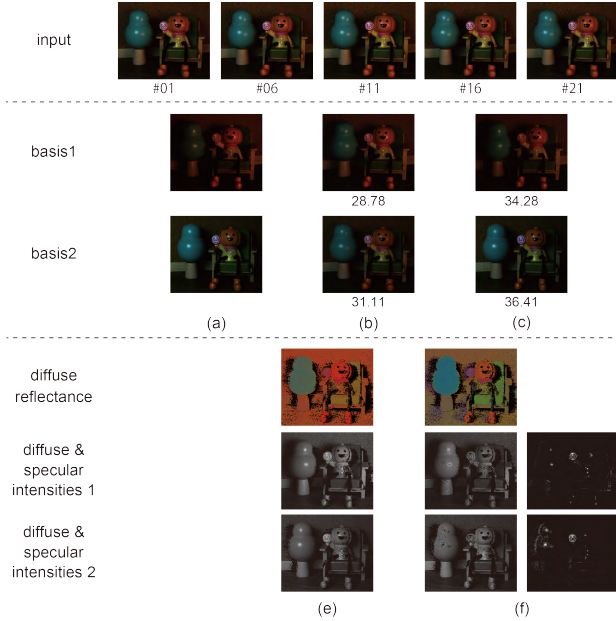 input
#01 #06 #11 #16 #21
basis1
28.78 34.28
basis2
31.11 36.41
(a) (b) (c)
diffuse
reflectance
diffuse &
specular
intensities 1
diffuse &
specular
intensities 2
(e) (f)